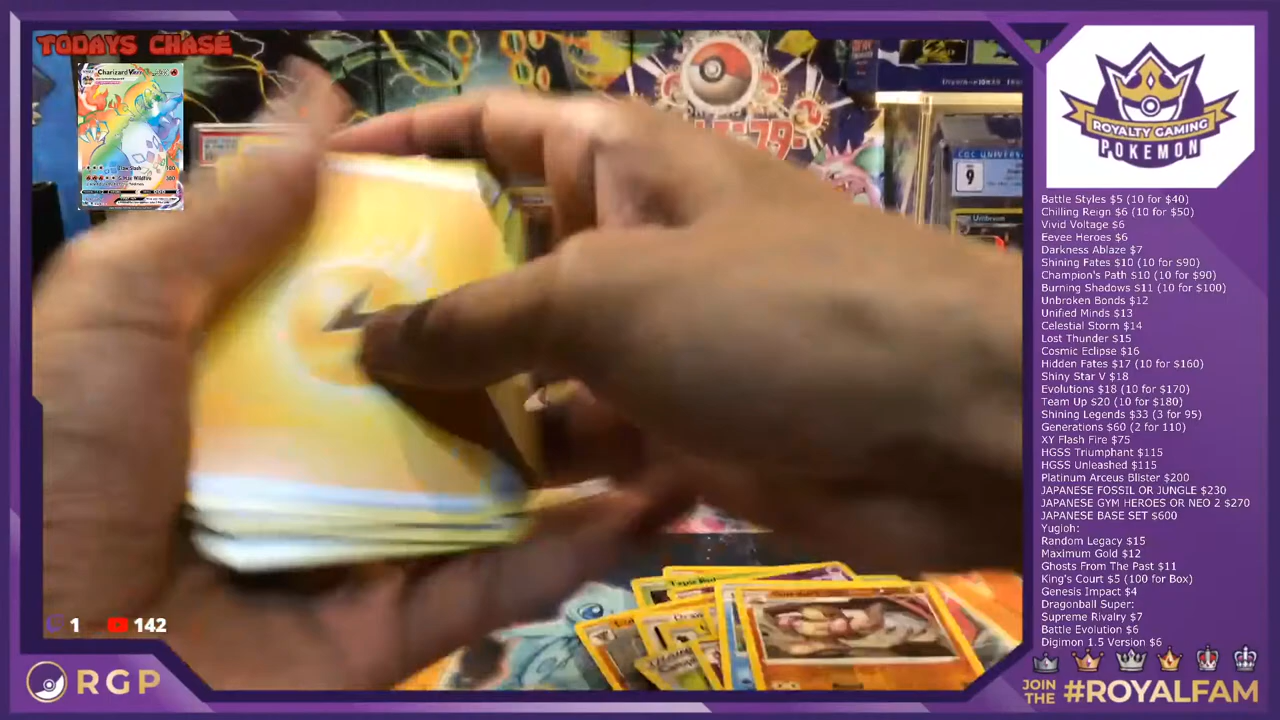 TODAYS CHASE
Charizard
G-Max Wildfire 300
CGC UNIVERS
9
Umbreon
ROYALTY GAMING
POKEMON
Battle Styles $5 (10 for $40)
Chilling Reign $6 (10 for $50)
Vivid Voltage $6
Eevee Heroes $6
Darkness Ablaze $7
Shining Fates $10 (10 for $90)
Champion's Path $10 (10 for $90)
Burning Shadows $11 (10 for $100)
Unbroken Bonds $12
Unified Minds $13
Celestial Storm $14
Lost Thunder $15
Cosmic Eclipse $16
Hidden Fates $17 (10 for $160)
Shiny Star V $18
Evolutions $18 (10 for $170)
Team Up $20 (10 for $180)
Shining Legends $33 (3 for 95)
Generations $60 (2 for 110)
XY Flash Fire $75
HGSS Triumphant $115
HGSS Unleashed $115
Platinum Arceus Blister $200
JAPANESE FOSSIL OR JUNGLE $230
JAPANESE GYM HEROES OR NEO 2 $270
JAPANESE BASE SET $600
Yugioh:
Random Legacy $15
Maximum Gold $12
Ghosts From The Past $11
King's Court $5 (100 for Box)
Genesis Impact $4
Dragonball Super:
Supreme Rivalry $7
Battle Evolution $6
Digimon 1.5 Version $6
1 142
RGP
JOIN THE #ROYALFAM